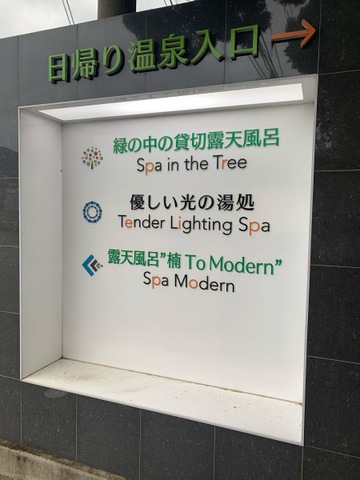 日帰り温泉入口→
緑の中の貸切露天風呂
Spa in the Tree
優しい光の湯処
Tender Lighting Spa
露天風呂”楠 To Modern”
Spa Modern